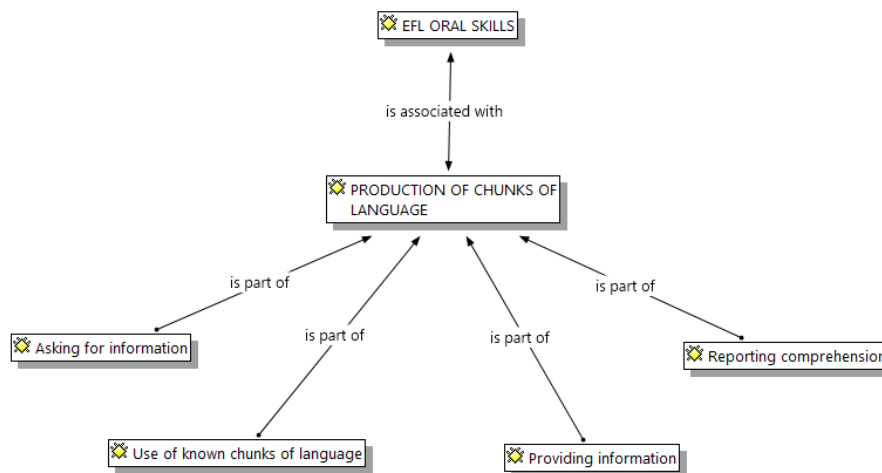 EFL ORAL SKILLS
is associated with
PRODUCTION OF CHUNKS OF
LANGUAGE
is part of
is part of
is part of
is part of
Asking for information
Reporting comprehension
Use of known chunks of language
Providing information